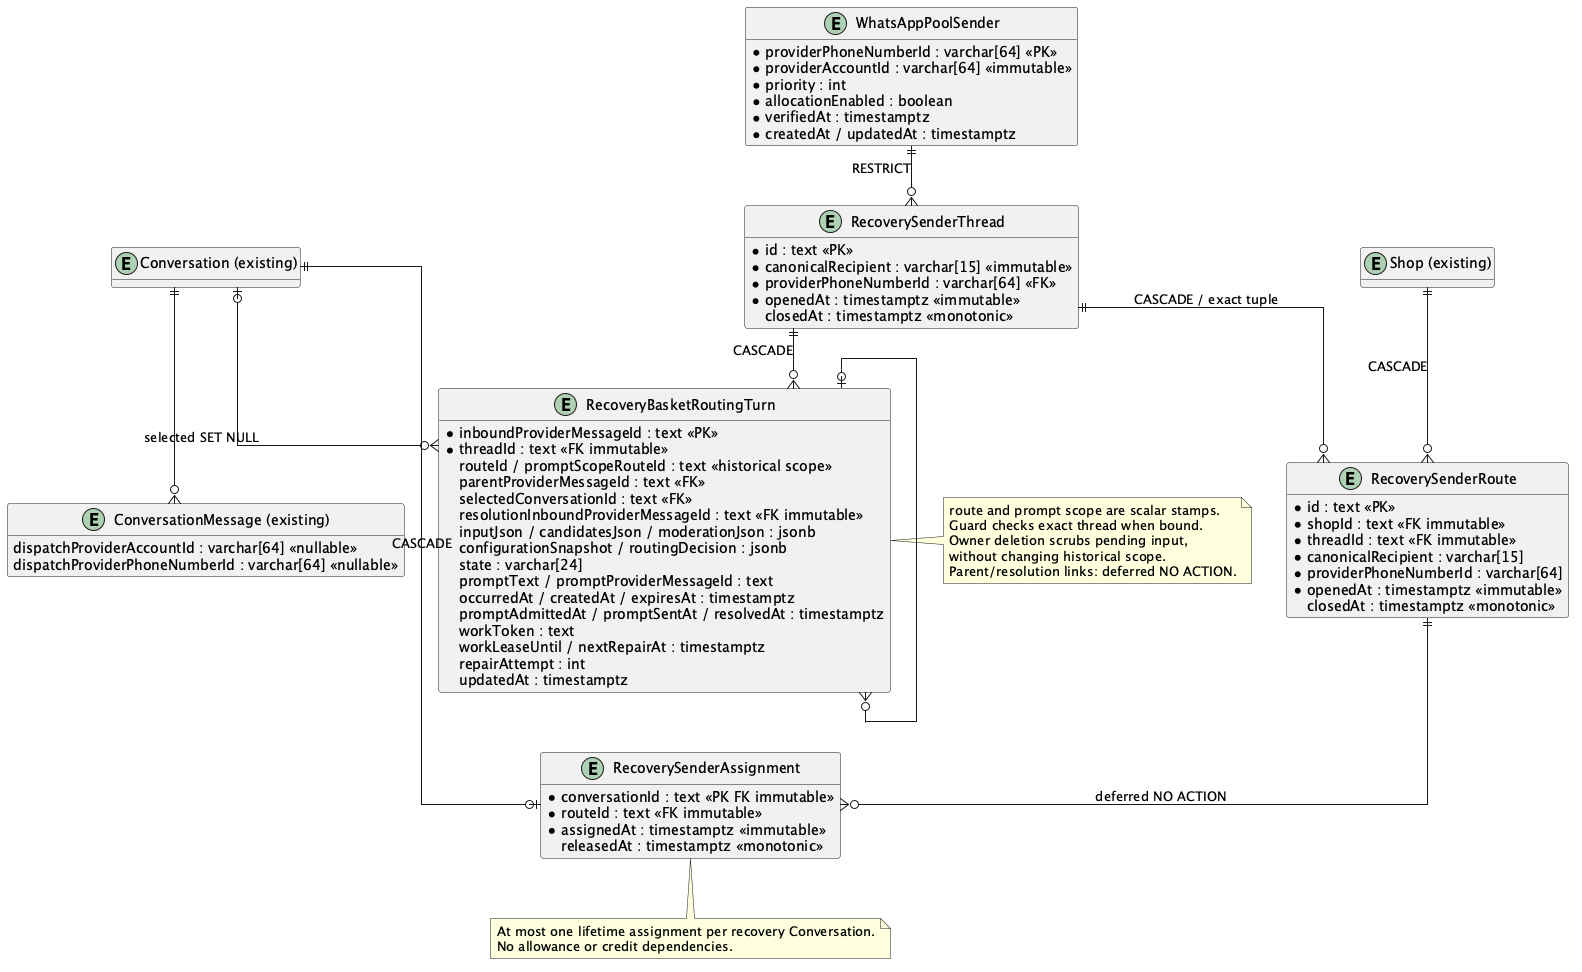 E WhatsAppPoolSender
providerPhoneNumberId : varchar[64] «PK»
providerAccountId : varchar[64] «immutable»
priority : int
allocationEnabled : boolean
verifiedAt : timestamptz
createdAt / updatedAt : timestamptz
RESTRICT
E RecoverySenderThread
id : text «PK»
canonicalRecipient : varchar[15] «immutable»
providerPhoneNumberId : varchar[64] «FK»
openedAt : timestamptz «immutable»
closedAt : timestamptz «monotonic»
E Conversation (existing)
E Shop (existing)
CASCADE / exact tuple
CASCADE
CASCADE
selected SET NULL
E RecoveryBasketRoutingTurn
inboundProviderMessageId : text «PK»
threadId : text «FK immutable»
routeId / promptScopeRouteId : text «historical scope»
parentProviderMessageId : text «FK»
selectedConversationId : text «FK»
resolutionInboundProviderMessageId : text «FK immutable»
inputJson / candidatesJson / moderationJson : jsonb
configurationSnapshot / routingDecision : jsonb
state : varchar[24]
promptText / promptProviderMessageId : text
occurredAt / createdAt / expiresAt : timestamptz
promptAdmittedAt / promptSentAt / resolvedAt : timestamptz
workToken : text
workLeaseUntil / nextRepairAt : timestamptz
repairAttempt : int
updatedAt : timestamptz
E ConversationMessage (existing)
dispatchProviderAccountId : varchar[64] «nullable»
dispatchProviderPhoneNumberId : varchar[64] «nullable»
CASCADE
route and prompt scope are scalar stamps.
Guard checks exact thread when bound.
Owner deletion scrubs pending input,
without changing historical scope.
Parent/resolution links: deferred NO ACTION.
E RecoverySenderRoute
id : text «PK»
shopId : text «FK immutable»
threadId : text «FK immutable»
canonicalRecipient : varchar[15]
providerPhoneNumberId : varchar[64]
openedAt : timestamptz «immutable»
closedAt : timestamptz «monotonic»
E RecoverySenderAssignment
conversationId : text «PK FK immutable»
routeId : text «FK immutable»
assignedAt : timestamptz «immutable»
releasedAt : timestamptz «monotonic»
deferred NO ACTION
At most one lifetime assignment per recovery Conversation.
No allowance or credit dependencies.